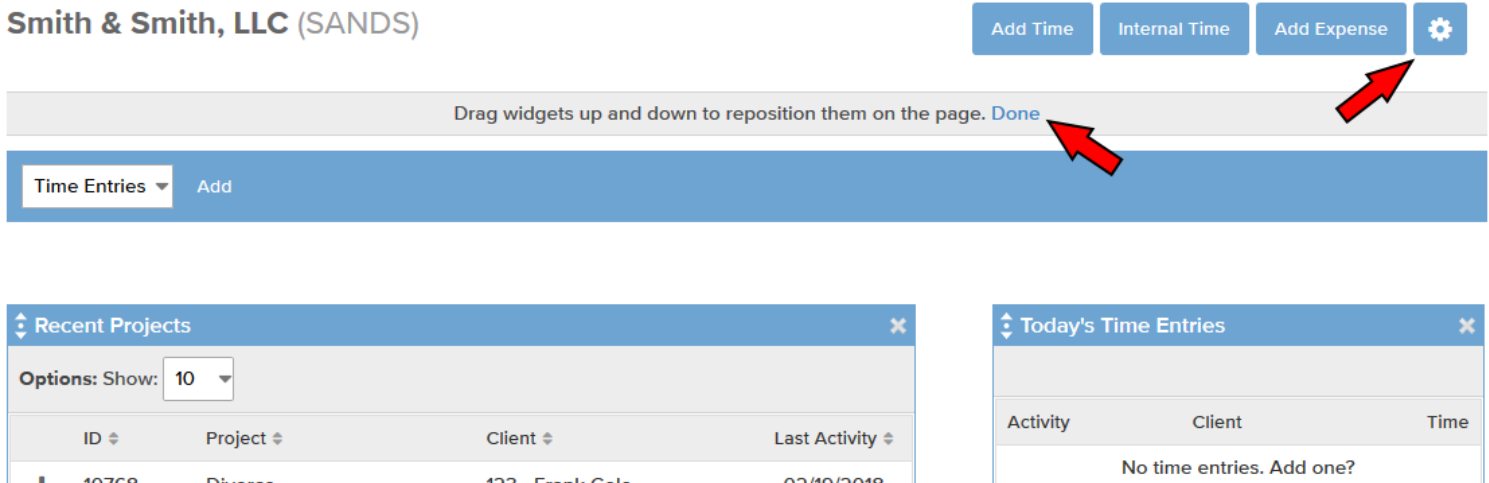 Smith & Smith, LLC (SANDS)
Add Time Internal Time Add Expense
Drag widgets up and down to reposition them on the page. Done
Time Entries Add
Recent Projects
Options: Show: 10
ID Project Client Last Activity
Today's Time Entries
Activity Client Time
No time entries. Add one?